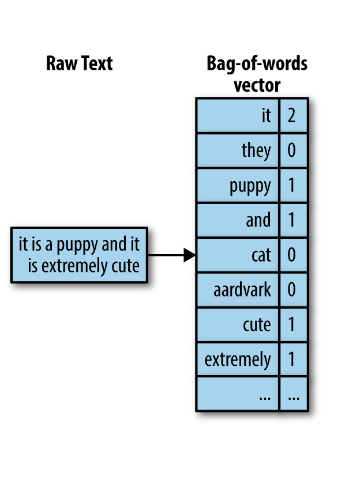 Raw Text
Bag-of-words
vector
it is a puppy and it
is extremely cute
it 2
they 0
puppy 1
and 1
cat 0
aardvark 0
cute 1
extremely 1
... ...